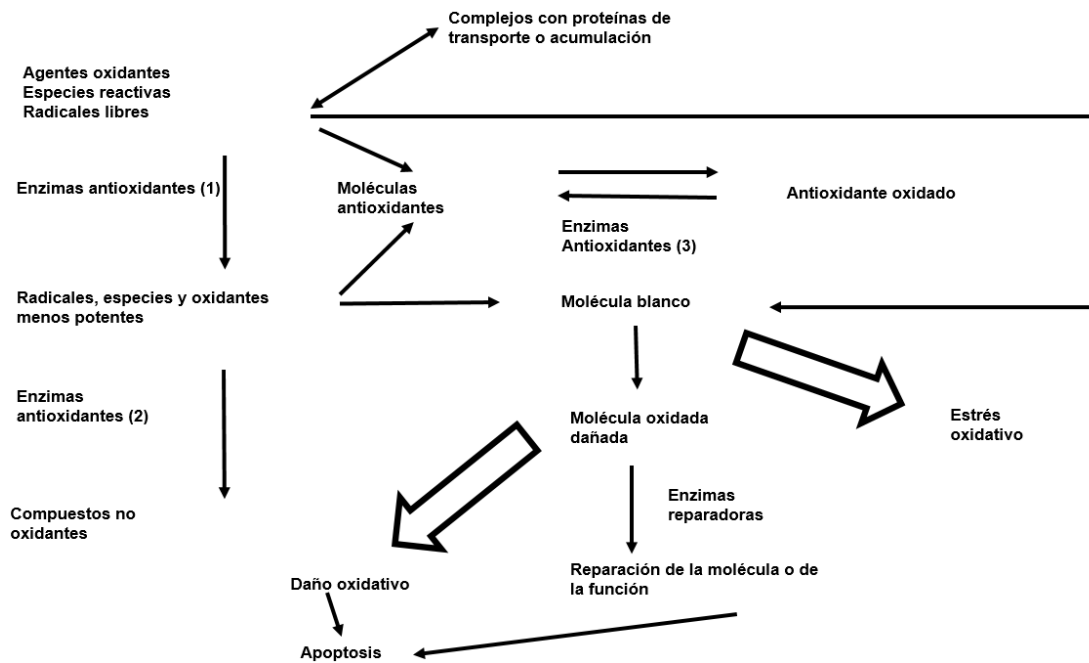 Complejos con proteínas de
transporte o acumulación
Agentes oxidantes
Especies reactivas
Radicales libres
Enzimas antioxidantes (1)
Moléculas
antioxidantes
Antioxidante oxidado
Enzimas
Antioxidantes (3)
Radicales, especies y oxidantes
menos potentes
Molécula blanco
Enzimas
antioxidantes (2)
Molécula oxidada
dañada
Estrés
oxidativo
Enzimas
reparadoras
Compuestos no
oxidantes
Daño oxidativo
Reparación de la molécula o de
la función
Apoptosis